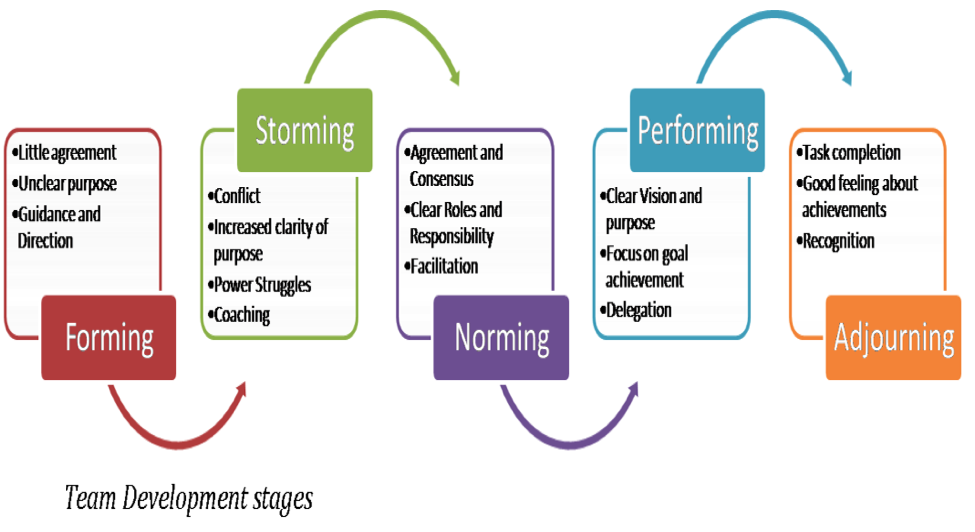 •Little agreement
•Unclear purpose
•Guidance and
Direction
Forming
Storming
•Conflict
•Increased clarity of
purpose
•Power Struggles
•Coaching
•Agreement and
Consensus
•Clear Roles and
Responsibility
•Facilitation
Norming
Performing
•Clear Vision and
purpose
•Focus on goal
achievement
•Delegation
•Task completion
•Good feeling about
achievements
•Recognition
Adjourning
Team Development stages